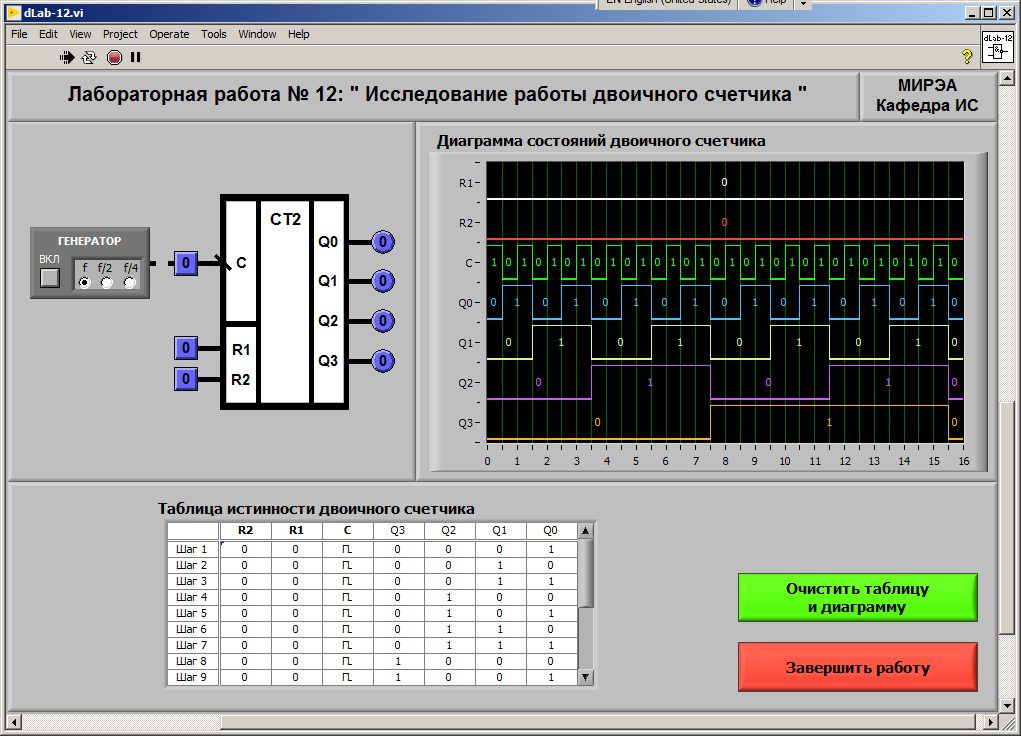 dLab-12.vi
EN English (United States) Help
File Edit View Project Operate Tools Window Help
dLab-12
Лабораторная работа № 12: " Исследование работы двоичного счетчика "
МИРЭА
Кафедра ИС
ГЕНЕРАТОР
ВКЛ
f f/2 f/4
0
C
CT2
Q0 0
Q1 0
Q2 0
Q3 0
0 R1
0 R2
Диаграмма состояний двоичного счетчика
R1 0
R2 0
C 1 0 1 0 1 0 1 0 1 0 1 0 1 0 1 0 1 0 1 0 1 0 1 0 1 0 1 0 1 0 1 0
Q0 0 1 0 1 0 1 0 1 0 1 0 1 0 1 0 1 0
Q1 0 1 0 1 0 1 0 1 0
Q2 0 1 0 1 0
Q3 0 1 0
0 1 2 3 4 5 6 7 8 9 10 11 12 13 14 15 16
Таблица истинности двоичного счетчика
R2 R1 C Q3 Q2 Q1 Q0
Шаг 1 0 0 0 0 0 1
Шаг 2 0 0 0 0 1 0
Шаг 3 0 0 0 0 1 1
Шаг 4 0 0 0 1 0 0
Шаг 5 0 0 0 1 0 1
Шаг 6 0 0 0 1 1 0
Шаг 7 0 0 0 1 1 1
Шаг 8 0 0 1 0 0 0
Шаг 9 0 0 1 0 0 1
Очистить таблицу
и диаграмму
Завершить работу